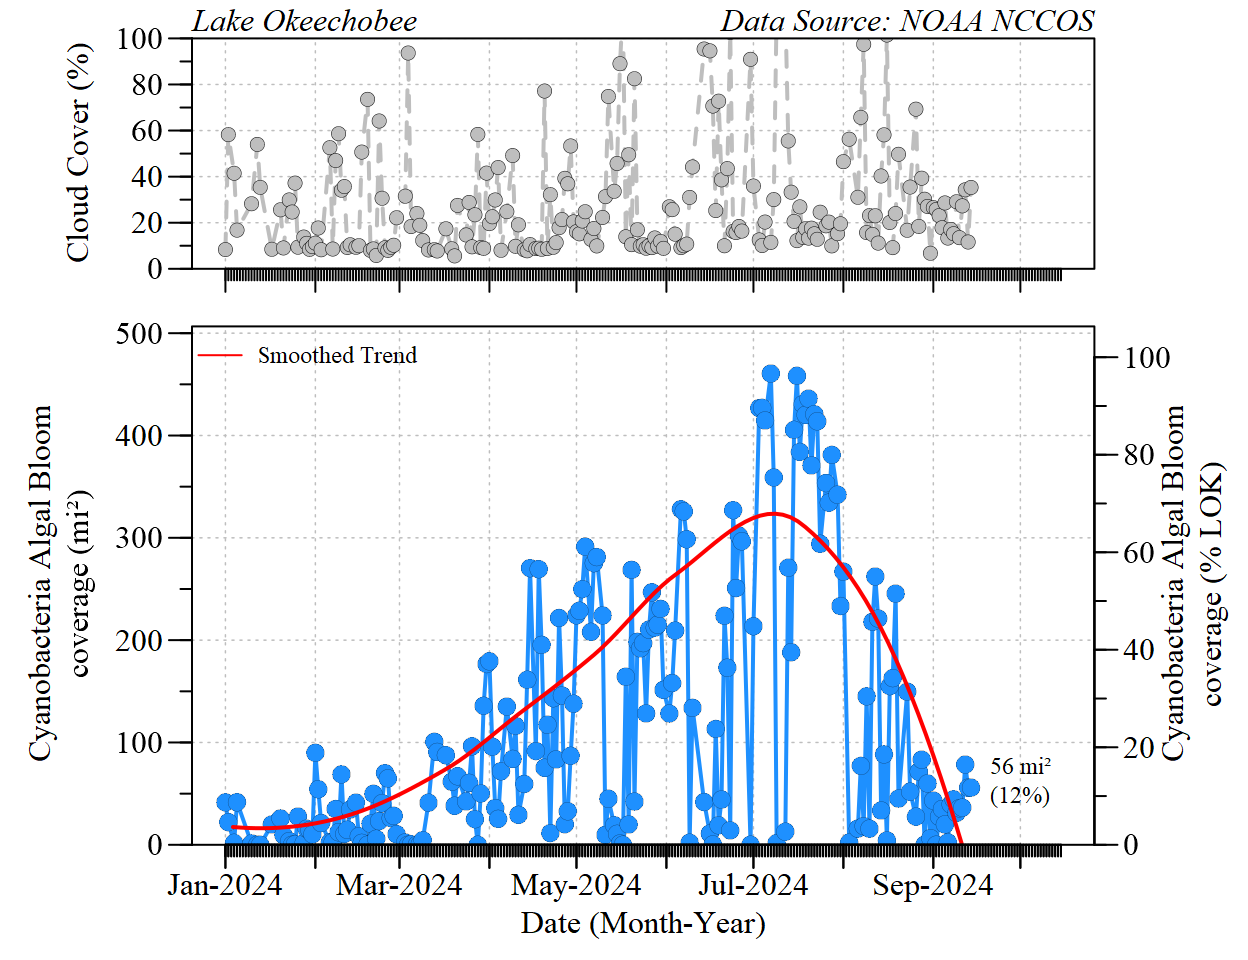 Lake Okeechobee Data Source: NOAA NCCOS
Cloud Cover (%)
100
80
60
40
20
0
Cyanobacteria Algal Bloom
coverage (mi²)
500
400
300
200
100
0
Smoothed Trend
56 mi²
(12%)
100
80
60
40
20
0
Cyanobacteria Algal Bloom
coverage (% LOK)
Jan-2024 Mar-2024 May-2024 Jul-2024 Sep-2024
Date (Month-Year)